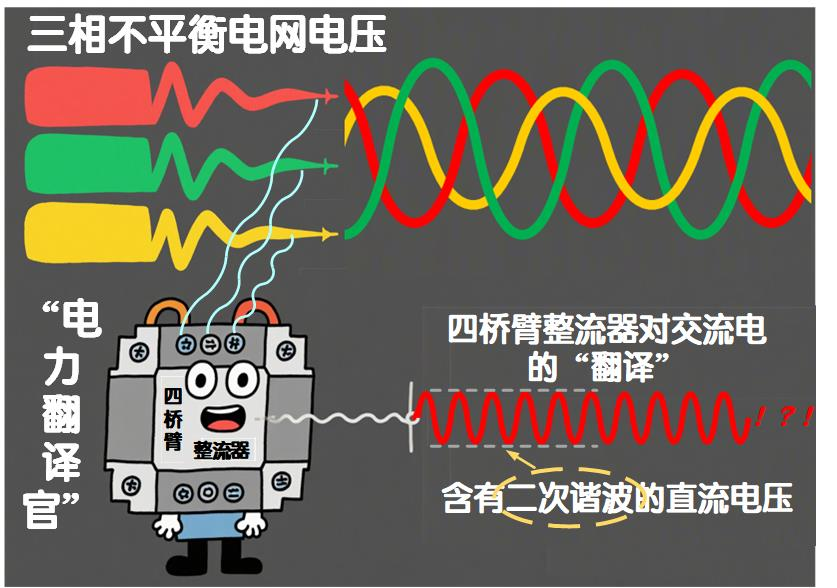 三相不平衡电网电压
“电力翻译官”
四桥臂
整流器
四桥臂整流器对交流电
的“翻译”
！？！
含有二次谐波的直流电压